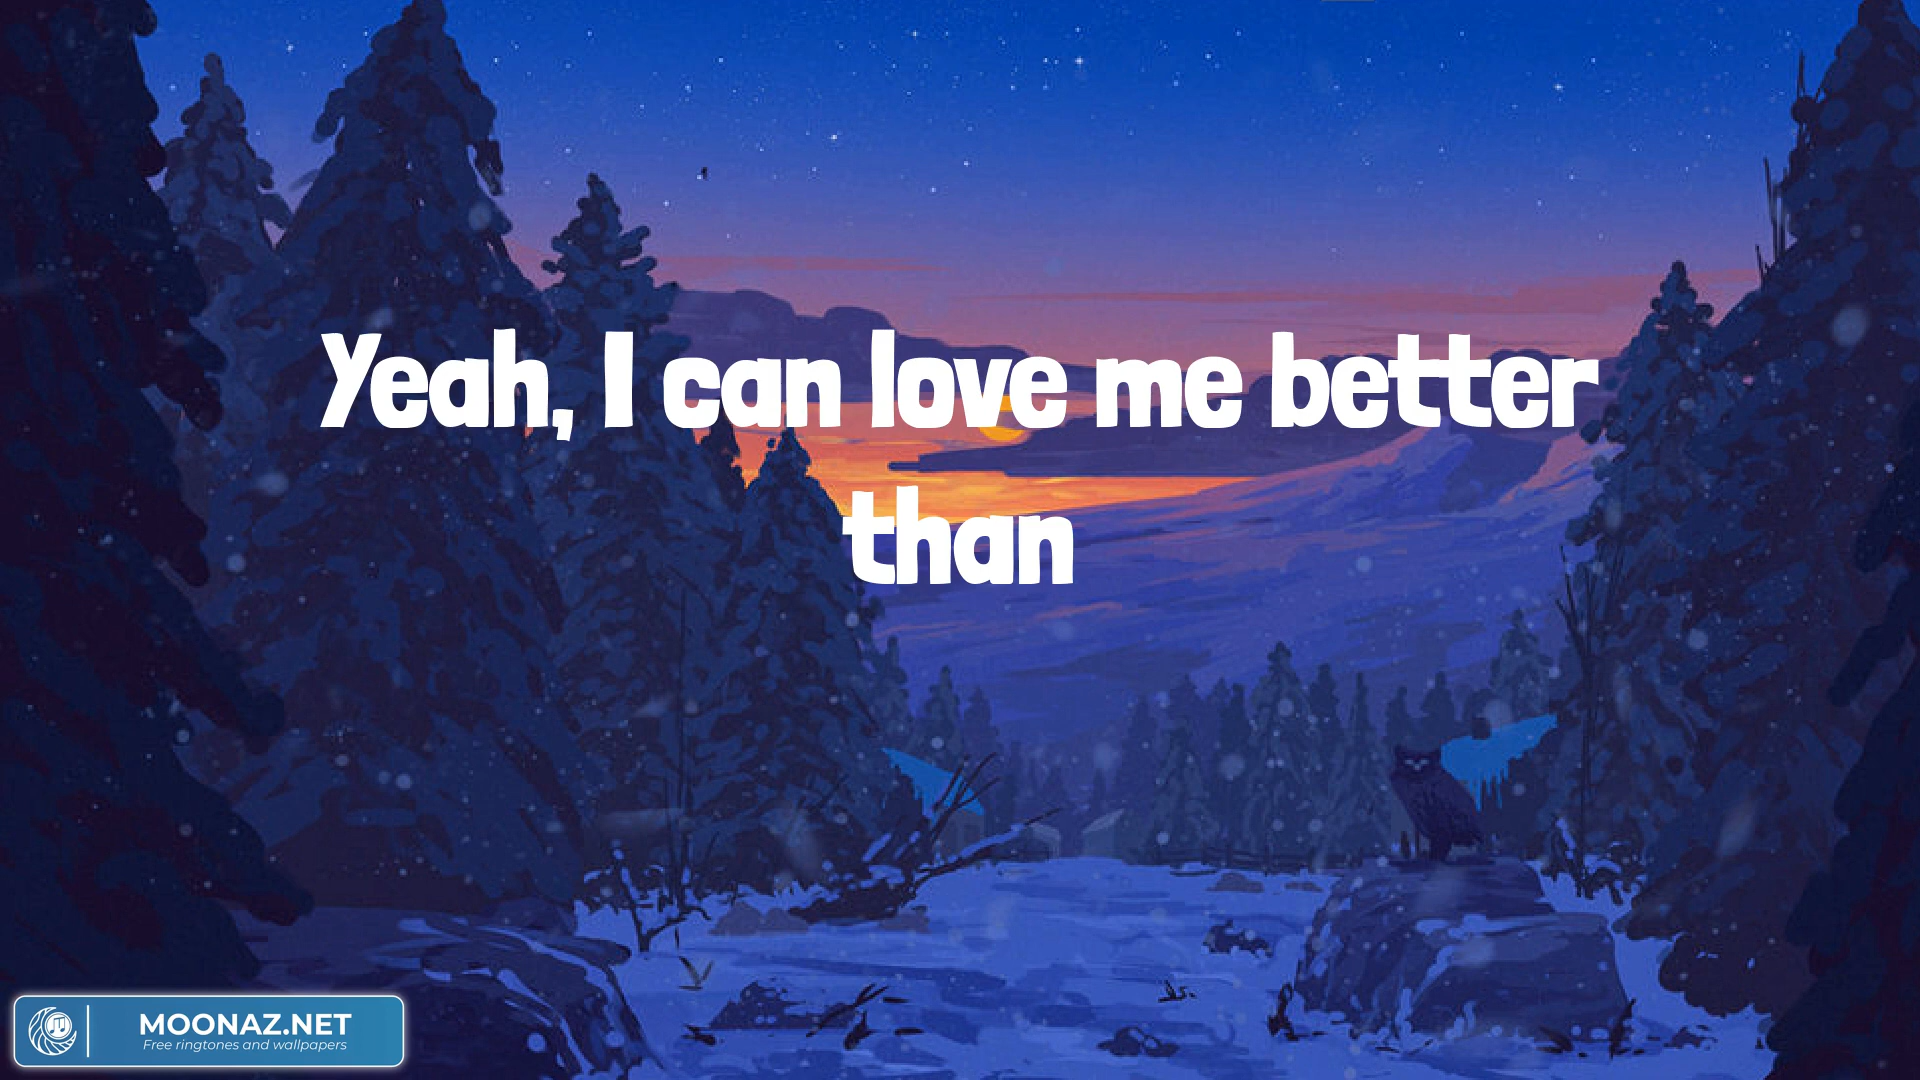 Yeah, I can love me better
than
MOONAZ.NET
Free ringtones and wallpapers